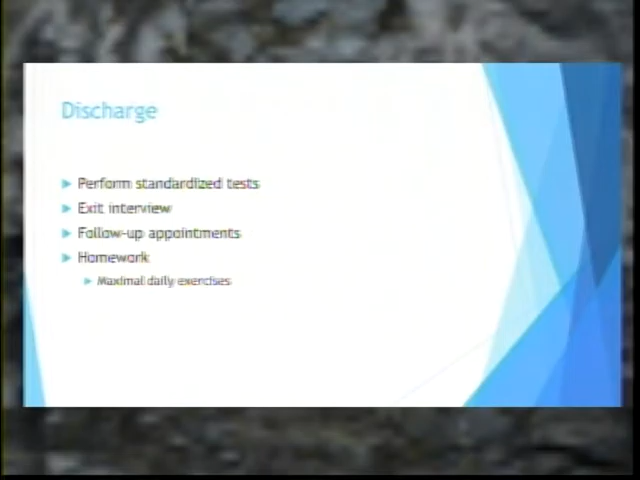 Discharge
Perform standardized tests
Exit interview
Follow-up appointments
Homework
Maximal daily exercises